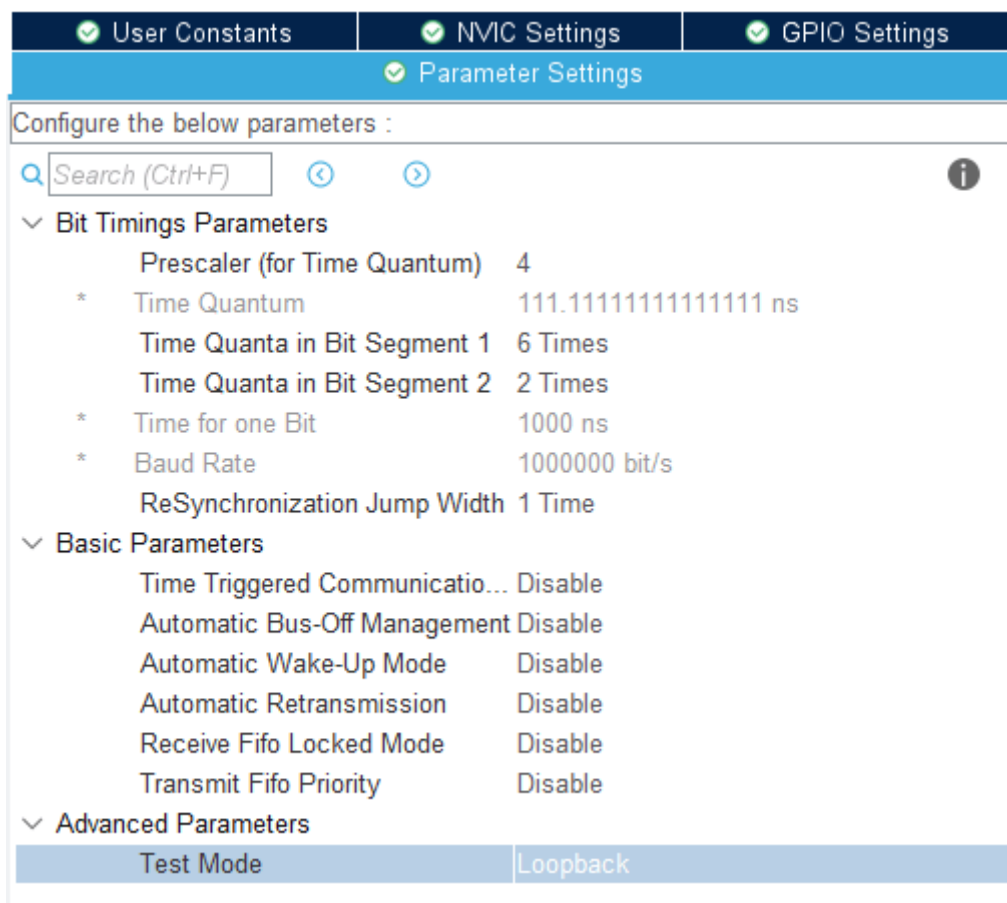 User Constants NVIC Settings GPIO Settings
Parameter Settings
Configure the below parameters :
Search (Ctrl+F)
Bit Timings Parameters
Prescaler (for Time Quantum) 4
* Time Quantum 111.11111111111111 ns
Time Quanta in Bit Segment 1 6 Times
Time Quanta in Bit Segment 2 2 Times
* Time for one Bit 1000 ns
* Baud Rate 1000000 bit/s
ReSynchronization Jump Width 1 Time
Basic Parameters
Time Triggered Communicatio... Disable
Automatic Bus-Off Management Disable
Automatic Wake-Up Mode Disable
Automatic Retransmission Disable
Receive Fifo Locked Mode Disable
Transmit Fifo Priority Disable
Advanced Parameters
Test Mode Loopback